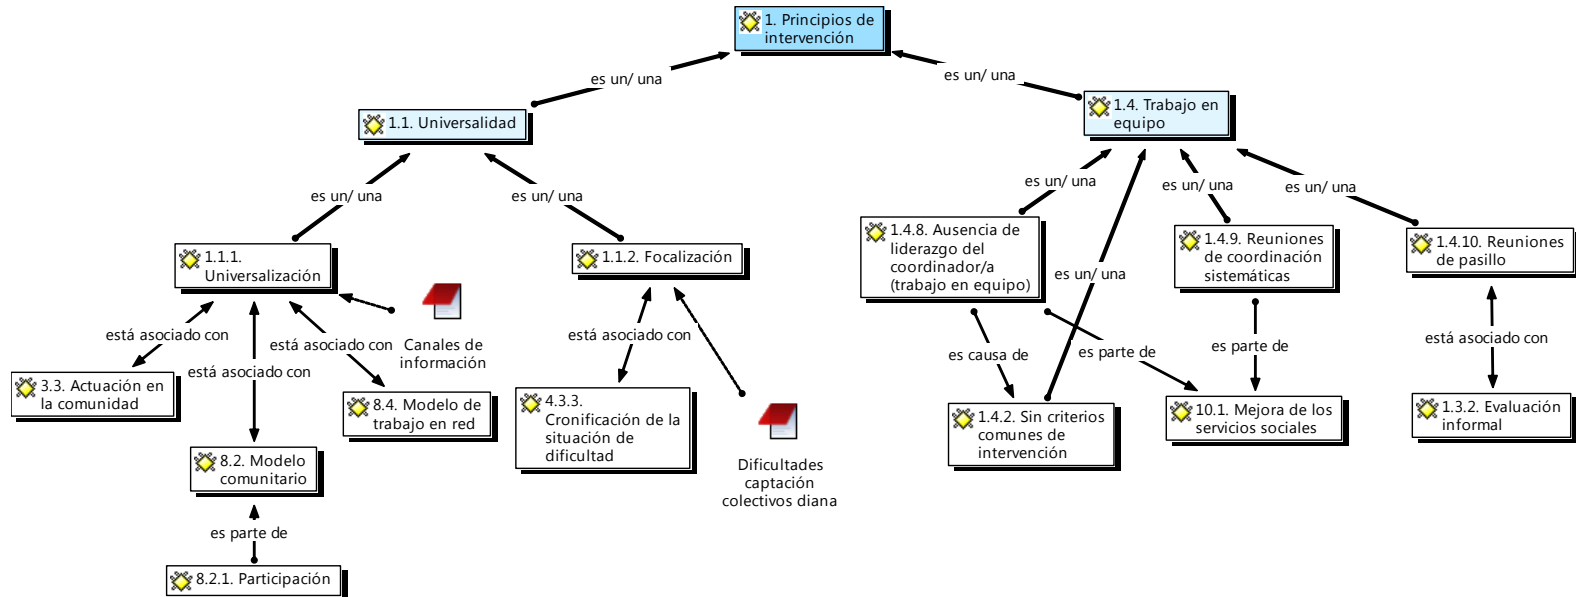 1. Principios de
intervención
es un/ una
es un/ una
1.1. Universalidad
1.4. Trabajo en
equipo
es un/ una
es un/ una
es un/ una
es un/ una
es un/ una
1.1.1.
Universalización
1.1.2. Focalización
1.4.8. Ausencia de
liderazgo del
coordinador/a
(trabajo en equipo)
1.4.9. Reuniones
de coordinación
sistemáticas
1.4.10. Reuniones
de pasillo
es un/ una
está asociado con
está asociado con
está asociado con
Canales de
información
está asociado con
es causa de
es parte de
es parte de
está asociado con
3.3. Actuación en
la comunidad
8.4. Modelo de
trabajo en red
4.3.3.
Cronificación de la
situación de
dificultad
1.4.2. Sin criterios
comunes de
intervención
10.1. Mejora de los
servicios sociales
1.3.2. Evaluación
informal
8.2. Modelo
comunitario
Dificultades
captación
colectivos diana
es parte de
8.2.1. Participación